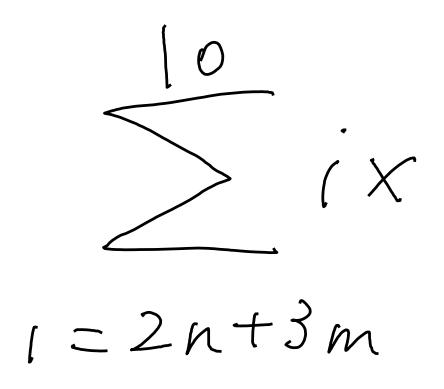 10
∑ ix
i = 2n + 3m